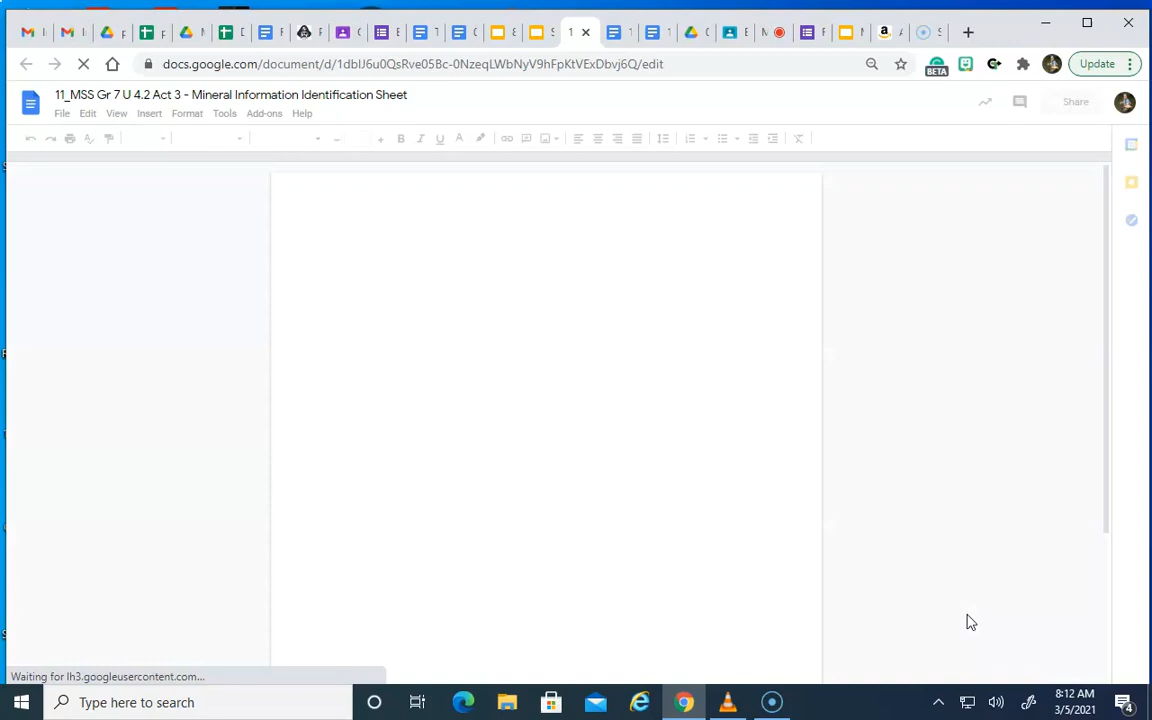 docs.google.com/document/d/1dblJ6u0QsRve05Bc-0NzeqLWbNyV9hFpKtVExDbvj6Q/edit
BETA
Update
11_MSS Gr 7 U 4.2 Act 3 - Mineral Information Identification Sheet
File Edit View Insert Format Tools Add-ons Help
Share
Waiting for lh3.googleusercontent.com...
Type here to search
8:12 AM
3/5/2021
4